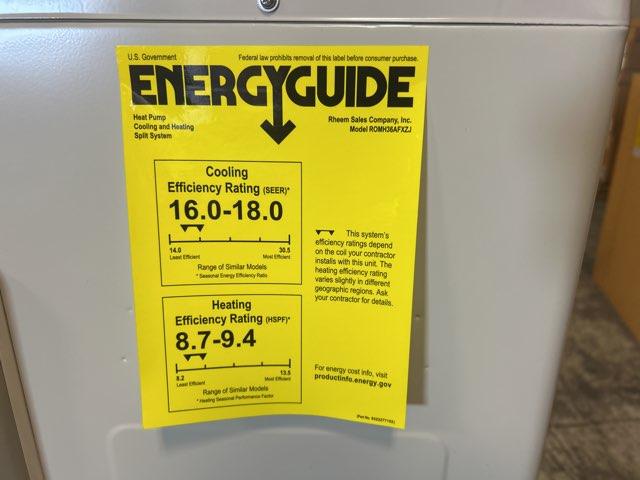 U.S. Government
Federal law prohibits removal of this label before consumer purchase.
ENERGYGUIDE
Heat Pump
Cooling and Heating
Split System
Rheem Sales Company, Inc.
Model ROMH36AFXZJ
Cooling
Efficiency Rating (SEER)*
16.0-18.0
14.0
Least Efficient
30.5
Most Efficient
Range of Similar Models
* Seasonal Energy Efficiency Ratio
This system's
efficiency ratings depend
on the coil your contractor
installs with this unit. The
heating efficiency rating
varies slightly in different
geographic regions. Ask
your contractor for details.
Heating
Efficiency Rating (HSPF)*
8.7-9.4
8.2
Least Efficient
13.5
Most Efficient
Range of Similar Models
* Heating Seasonal Performance Factor
For energy cost info, visit
productinfo.energy.gov